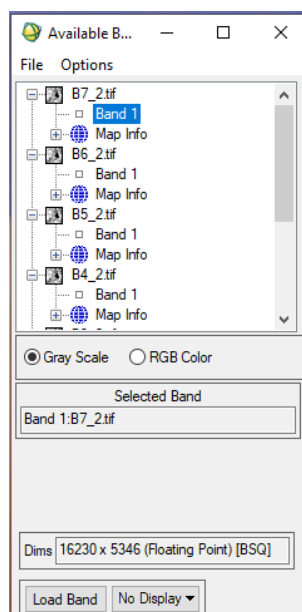 Available B...
File Options
B7_2.tif
Band 1
Map Info
B6_2.tif
Band 1
Map Info
B5_2.tif
Band 1
Map Info
B4_2.tif
Band 1
Map Info
Gray Scale RGB Color
Selected Band
Band 1:B7_2.tif
Dims 16230 x 5346 (Floating Point) [BSQ]
Load Band No Display